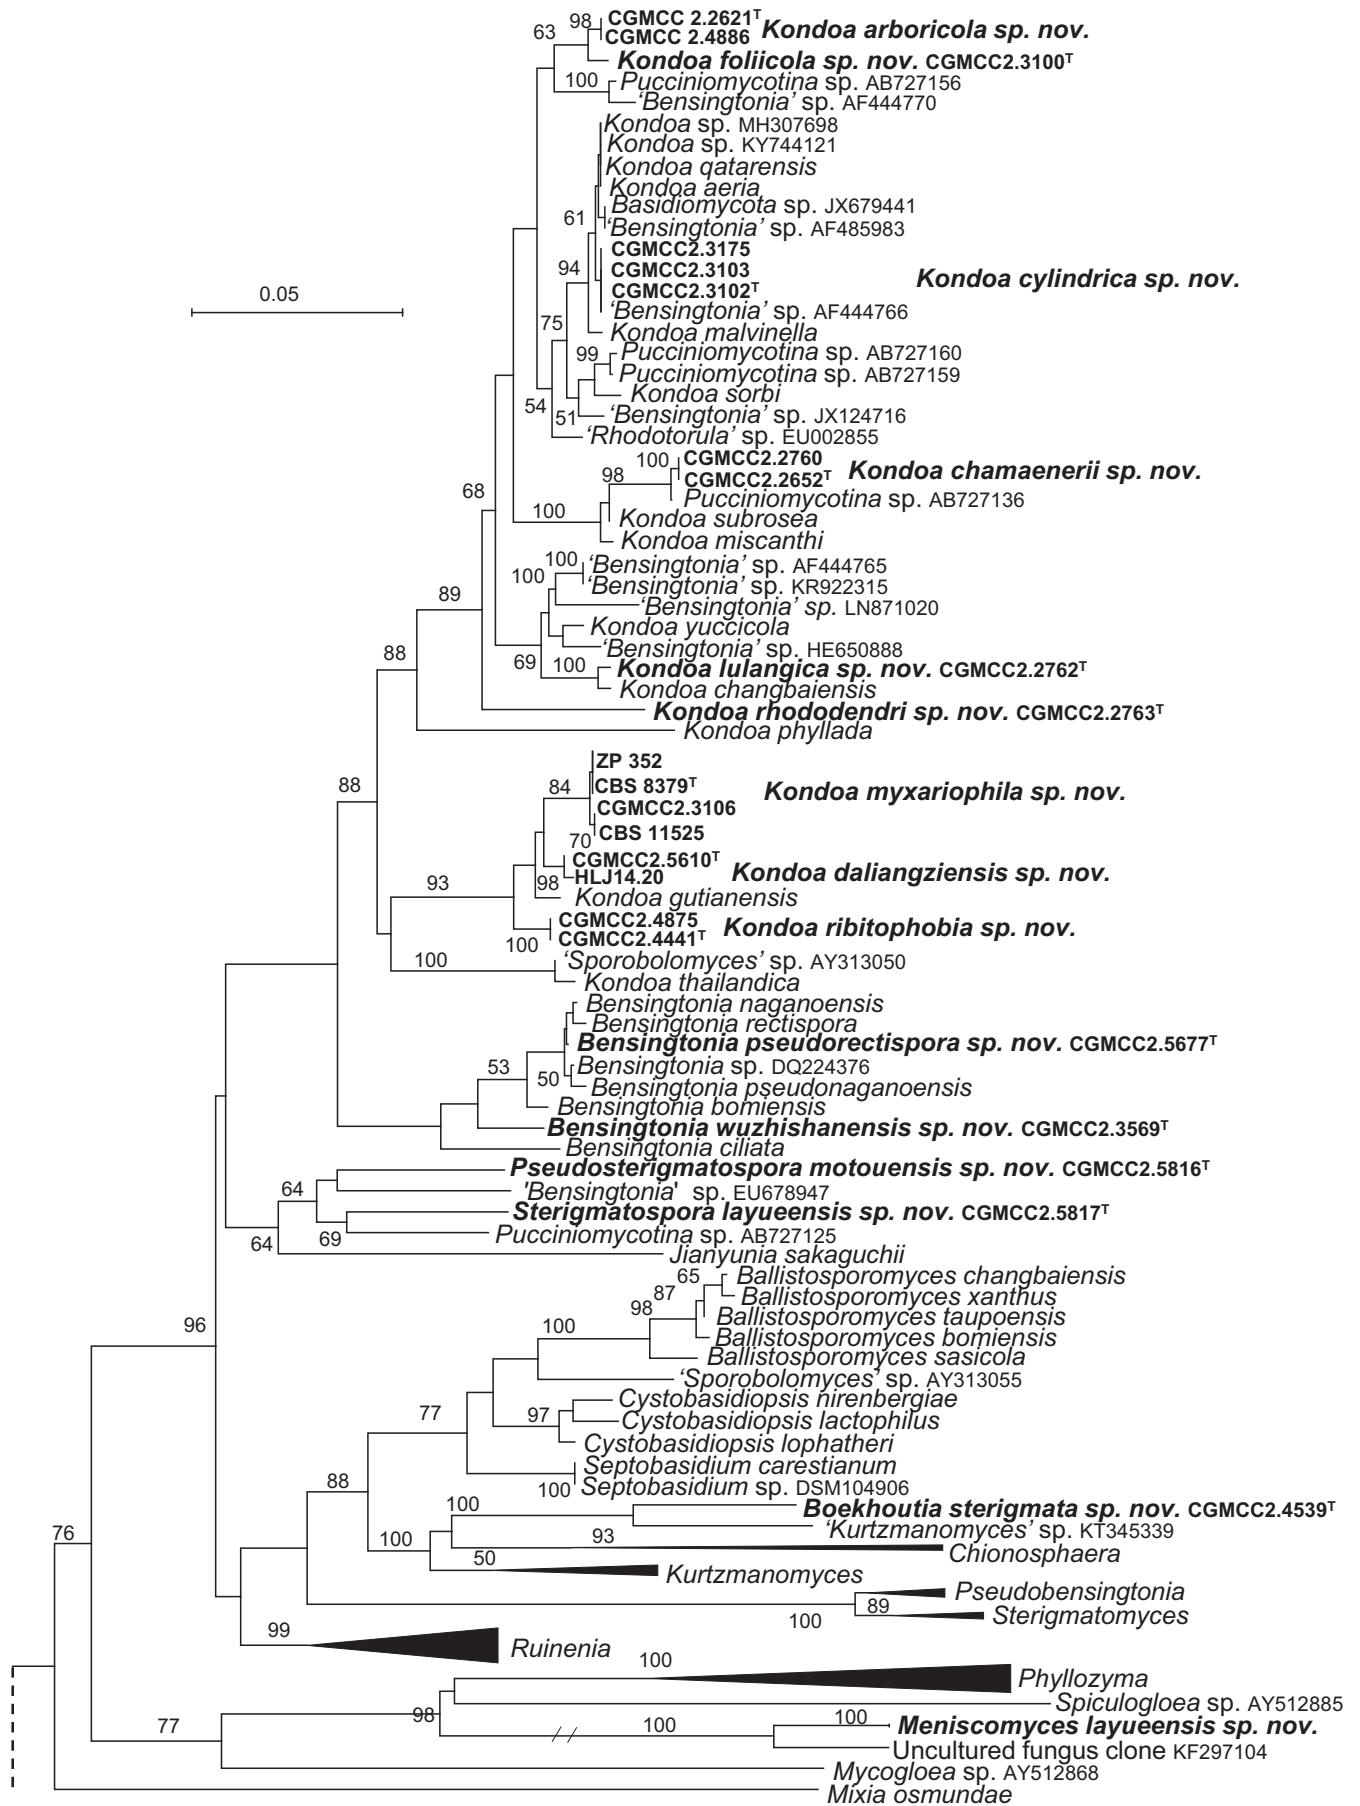 98 CGMCC 2.2621T
63 CGMCC 2.4886 Kondoa arboricola sp. nov.
Kondoa foliicola sp. nov. CGMCC2.3100T
100 Pucciniomycotina sp. AB727156
'Bensingtonia' sp. AF444770
Kondoa sp. MH307698
Kondoa sp. KY744121
Kondoa qatarensis
Kondoa aeria
Basidiomycota sp. JX679441
61 'Bensingtonia' sp. AF485983
CGMCC2.3175
94 CGMCC2.3103 Kondoa cylindrica sp. nov.
0.05 CGMCC2.3102T
'Bensingtonia' sp. AF444766
75 Kondoa malvinella
99 Pucciniomycotina sp. AB727160
Pucciniomycotina sp. AB727159
Kondoa sorbi
54 51 'Bensingtonia' sp. JX124716
'Rhodotorula' sp. EU002855
100 CGMCC2.2760
98 CGMCC2.2652T Kondoa chamaenerii sp. nov.
68 Pucciniomycotina sp. AB727136
100 Kondoa subrosea
Kondoa miscanthi
100 'Bensingtonia' sp. AF444765
100 'Bensingtonia' sp. KR922315
89 'Bensingtonia' sp. LN871020
Kondoa yuccicola
88 'Bensingtonia' sp. HE650888
69 100 Kondoa lulangica sp. nov. CGMCC2.2762T
Kondoa changbaiensis
Kondoa rhododendri sp. nov. CGMCC2.2763T
Kondoa phyllada
ZP 352
88 84 CBS 8379T Kondoa myxariophila sp. nov.
CGMCC2.3106
70 CBS 11525
CGMCC2.5610T
93 98 HLJ14.20 Kondoa daliangziensis sp. nov.
Kondoa gutianensis
CGMCC2.4875 Kondoa ribitophobia sp. nov.
100 CGMCC2.4441T
100 'Sporobolomyces' sp. AY313050
Kondoa thailandica
Bensingtonia naganoensis
Bensingtonia rectispora
Bensingtonia pseudorectispora sp. nov. CGMCC2.5677T
53 50 Bensingtonia sp. DQ224376
Bensingtonia pseudonaganoensis
Bensingtonia bomiensis
Bensingtonia wuzhishanensis sp. nov. CGMCC2.3569T
Bensingtonia ciliata
Pseudosterigmatospora motouensis sp. nov. CGMCC2.5816T
64 'Bensingtonia' sp. EU678947
Sterigmatospora layueensis sp. nov. CGMCC2.5817T
64 69 Pucciniomycotina sp. AB727125
Jianyunia sakaguchii
65 Ballistosporomyces changbaiensis
87 Ballistosporomyces xanthus
98 Ballistosporomyces taupoensis
96 100 Ballistosporomyces bomiensis
Ballistosporomyces sasicola
'Sporobolomyces' sp. AY313055
Cystobasidiopsis nirenbergiae
77 97 Cystobasidiopsis lactophilus
Cystobasidiopsis lophatheri
Septobasidium carestianum
88 100 Septobasidium sp. DSM104906
100 Boekhoutia sterigmata sp. nov. CGMCC2.4539T
76 100 93 'Kurtzmanomyces' sp. KT345339
Chionosphaera
50 Kurtzmanomyces
Pseudobensingtonia
100 89 Sterigmatomyces
99 Ruinenia
100 Phyllozyma
Spiculogloea sp. AY512885
77 98 100 100 Meniscomyces layueensis sp. nov.
Uncultured fungus clone KF297104
Mycogloea sp. AY512868
Mixia osmundae